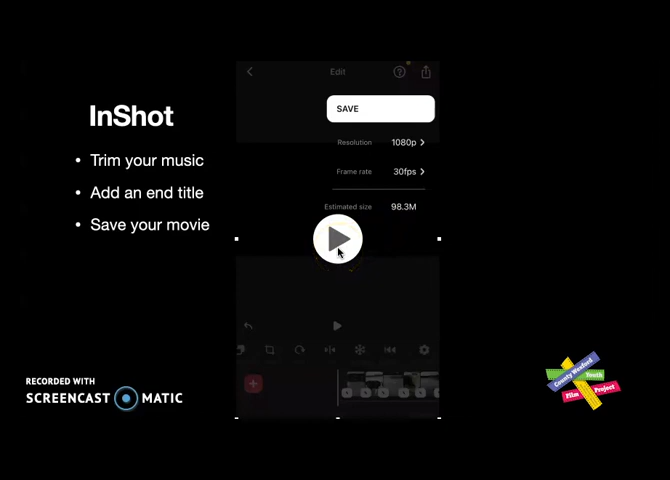 Edit
InShot
SAVE
• Trim your music
Resolution 1080p
• Add an end title
Frame rate 30fps
• Save your movie
Estimated size 98.3M
RECORDED WITH
SCREENCAST MATIC
County Wexford
Youth
Film Project